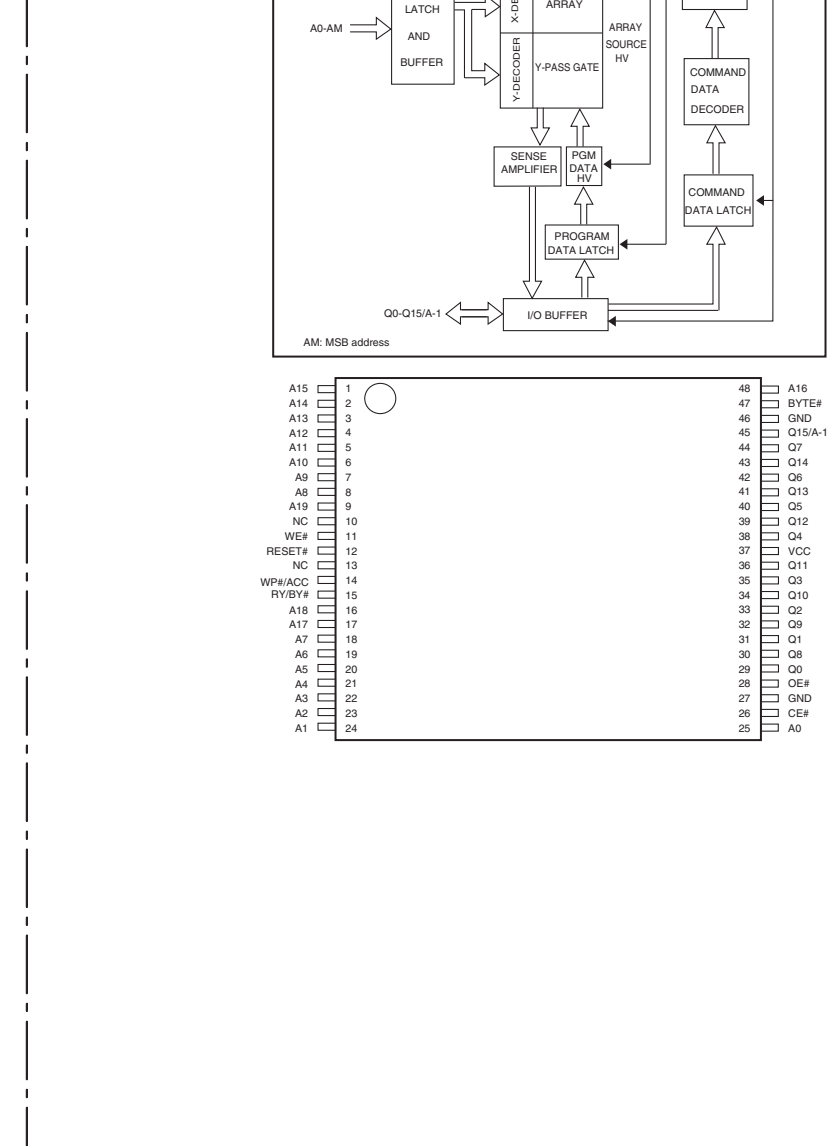 LATCH
AND
BUFFER
A0-AM
X-DE
ARRAY
Y-DECODER
Y-PASS GATE
ARRAY
SOURCE
HV
COMMAND
DATA
DECODER
SENSE
AMPLIFIER
PGM
DATA
HV
COMMAND
DATA LATCH
PROGRAM
DATA LATCH
Q0-Q15/A-1
I/O BUFFER
AM: MSB address
A15 1 48 A16
A14 2 47 BYTE#
A13 3 46 GND
A12 4 45 Q15/A-1
A11 5 44 Q7
A10 6 43 Q14
A9 7 42 Q6
A8 8 41 Q13
A19 9 40 Q5
NC 10 39 Q12
WE# 11 38 Q4
RESET# 12 37 VCC
NC 13 36 Q11
WP#/ACC 14 35 Q3
RY/BY# 15 34 Q10
A18 16 33 Q2
A17 17 32 Q9
A7 18 31 Q1
A6 19 30 Q8
A5 20 29 Q0
A4 21 28 OE#
A3 22 27 GND
A2 23 26 CE#
A1 24 25 A0